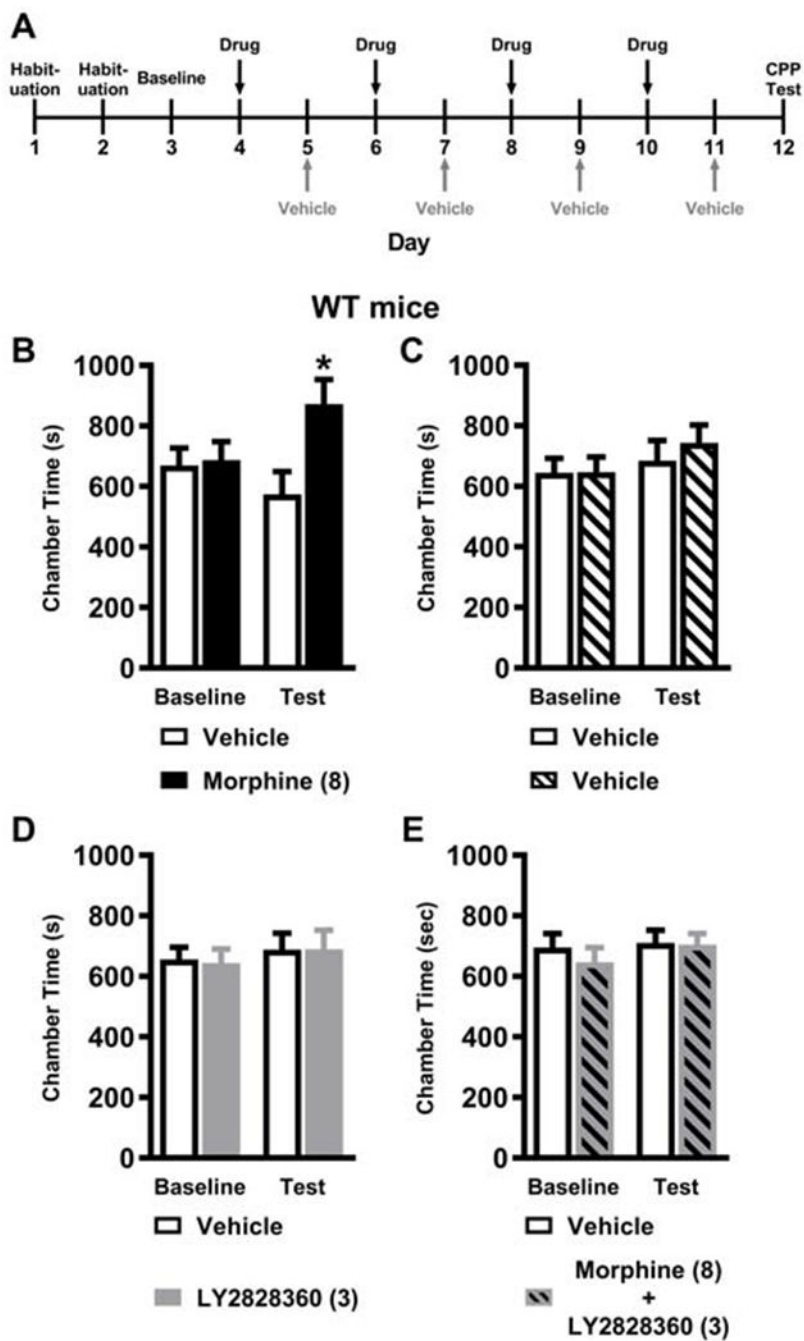 A
Drug Drug Drug Drug
Habit-
uation
Habit-
uation
Baseline
CPP
Test
1 2 3 4 5 6 7 8 9 10 11 12
Vehicle Vehicle Vehicle Vehicle
Day
WT mice
B
Chamber Time (s)
1000
800
600
400
200
0
*
Baseline Test
Vehicle
Morphine (8)
C
Chamber Time (s)
1000
800
600
400
200
0
Baseline Test
Vehicle
Vehicle
D
Chamber Time (s)
1000
800
600
400
200
0
Baseline Test
Vehicle
LY2828360 (3)
E
Chamber Time (sec)
1000
800
600
400
200
0
Baseline Test
Vehicle
Morphine (8)
+
LY2828360 (3)